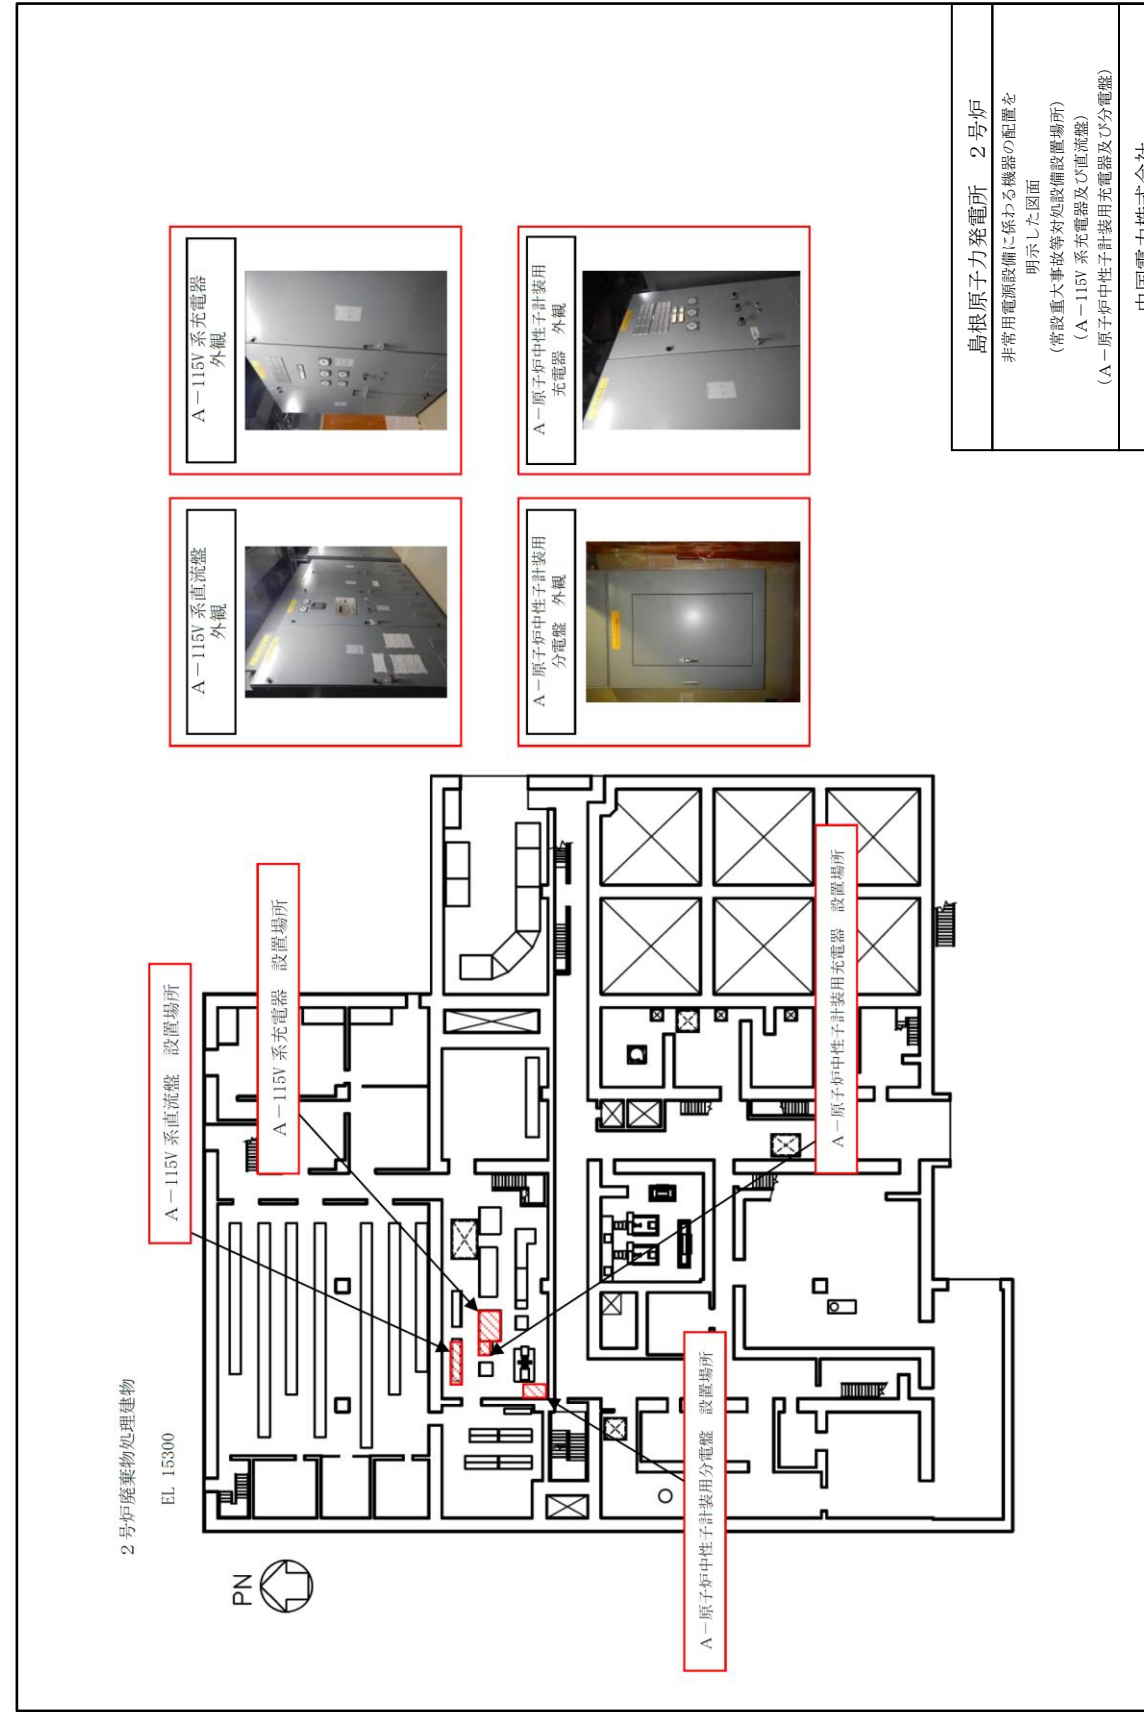 2号炉廃棄物処理建物
EL 15300
PN
A－115V 系直流盤　設置場所
A－115V 系充電器　設置場所
A－原子炉中性子計装用分電盤　設置場所
A－原子炉中性子計装用充電器　設置場所
A－115V 系直流盤
外観
A－115V 系充電器
外観
A－原子炉中性子計装用
分電盤　外観
A－原子炉中性子計装用
充電器　外観
島根原子力発電所　2号炉
非常用電源設備に係わる機器の配置を
明示した図面
（常設重大事故等対処設備設置場所）
（A－115V 系充電器及び直流盤）
（A－原子炉中性子計装用充電器及び分電盤）
中国電力株式会社